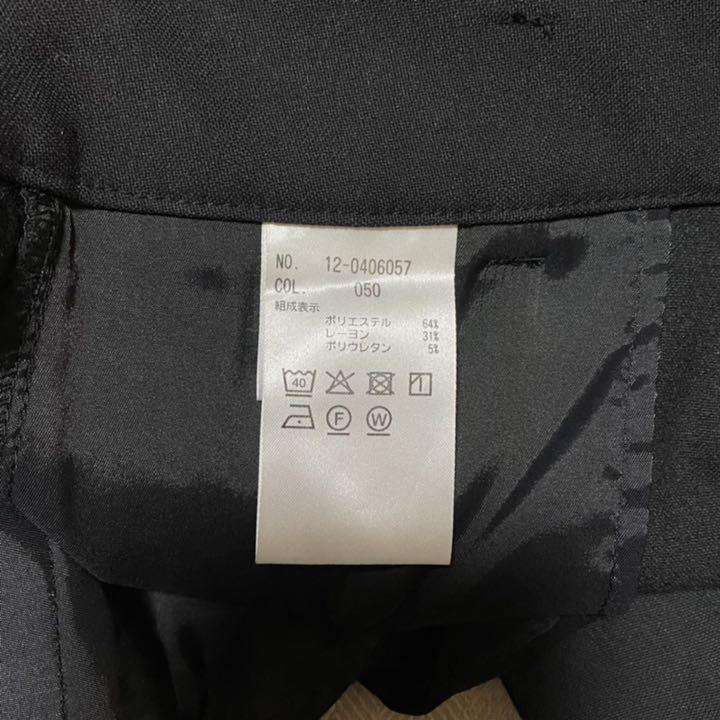 NO. 12-0406057
COL. 050
組成表示
ポリエステル 64%
レーヨン 31%
ポリウレタン 5%
40
F W